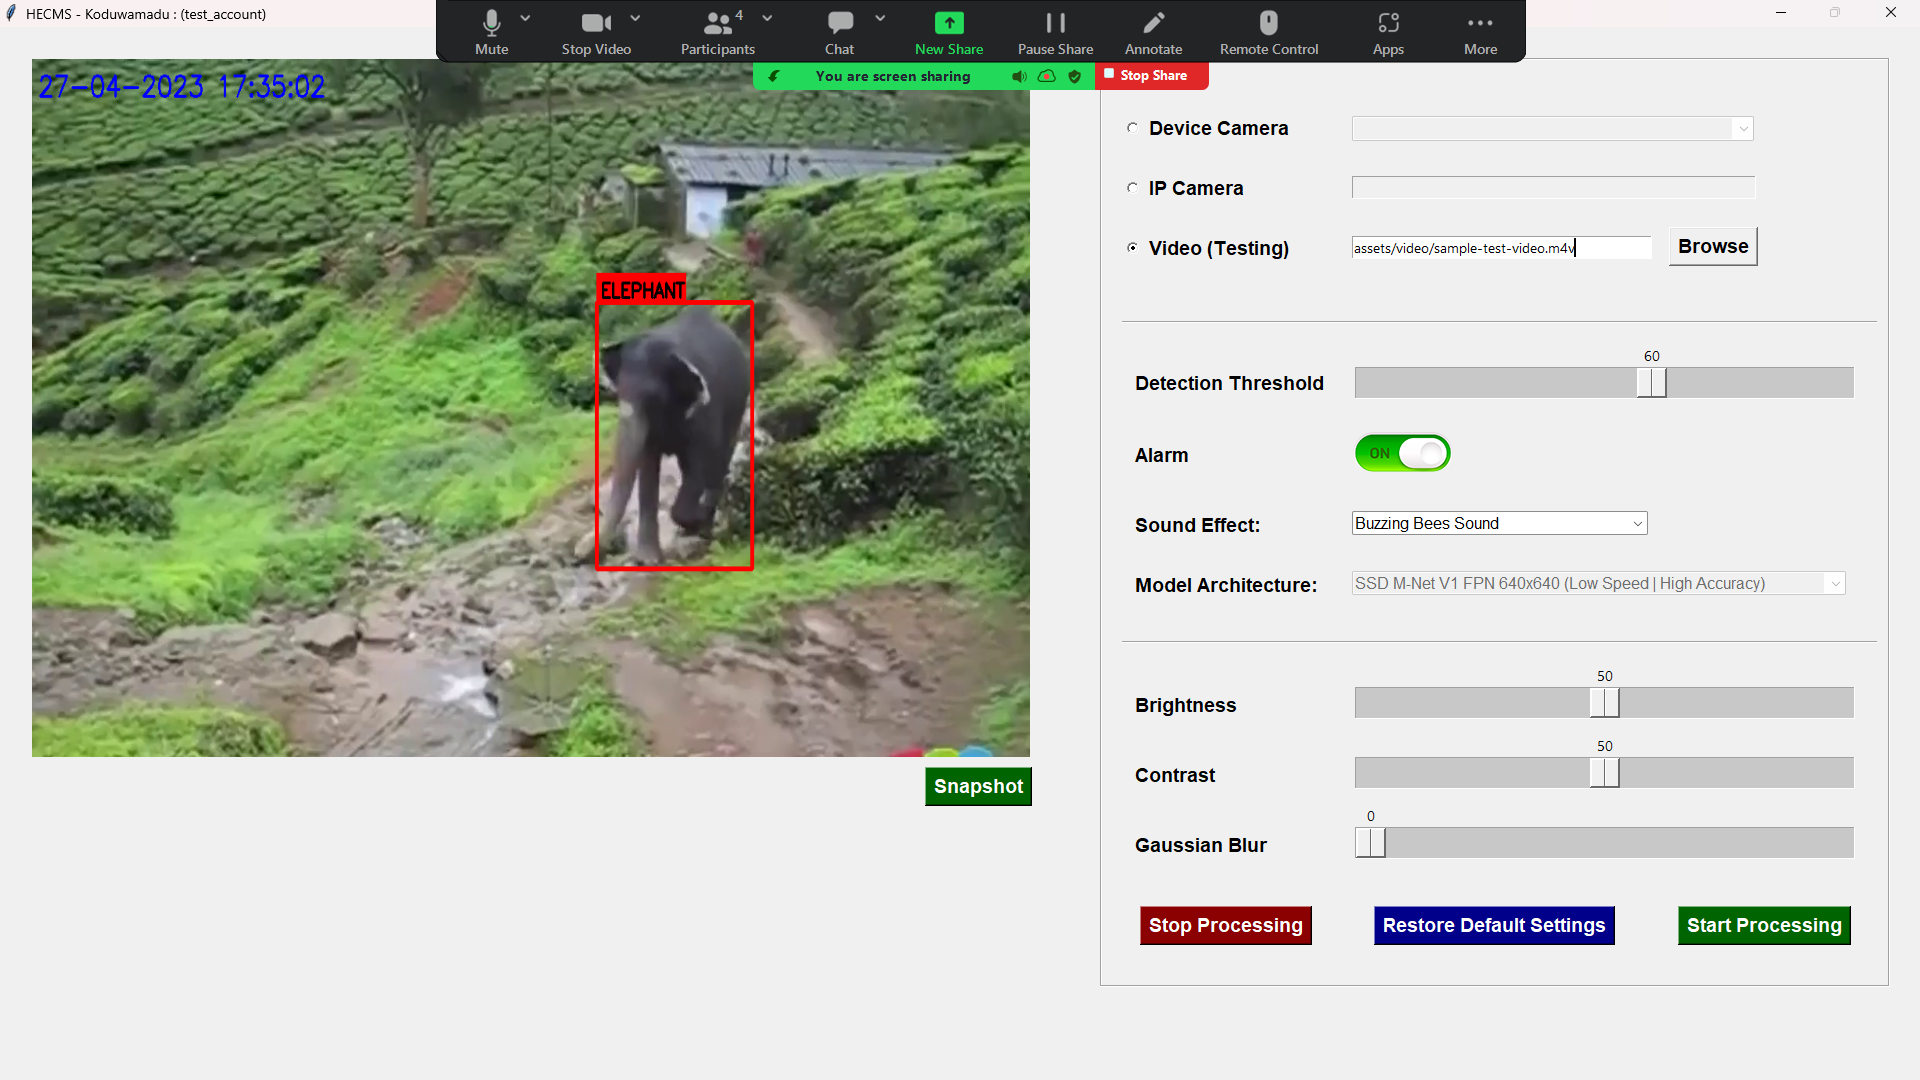 HECMS - Koduwamadu : (test_account)
Mute
Stop Video
4
Participants
Chat
New Share
Pause Share
Annotate
Remote Control
Apps
More
You are screen sharing
Stop Share
27-04-2023 17:35:02
ELEPHANT
Snapshot
Device Camera
IP Camera
Video (Testing)
assets/video/sample-test-video.m4v
Browse
60
Detection Threshold
Alarm
ON
Sound Effect:
Buzzing Bees Sound
Model Architecture:
SSD M-Net V1 FPN 640x640 (Low Speed | High Accuracy)
50
Brightness
50
Contrast
0
Gaussian Blur
Stop Processing
Restore Default Settings
Start Processing